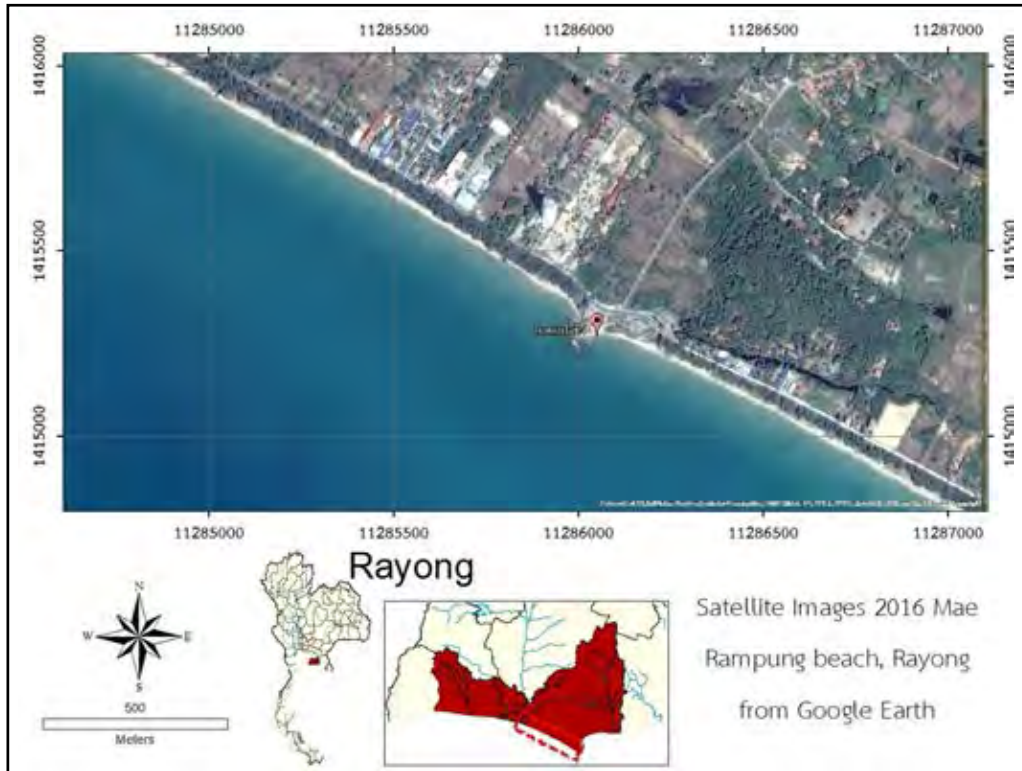 11285000 11285500 11286000 11286500 11287000
1416000 1416000
1415500 1415500
1415000 1415000
11285000 11285500 11286000 11286500 11287000
Rayong
N
W E
S
500
Meters
Satellite Images 2016 Mae
Rampung beach, Rayong
from Google Earth